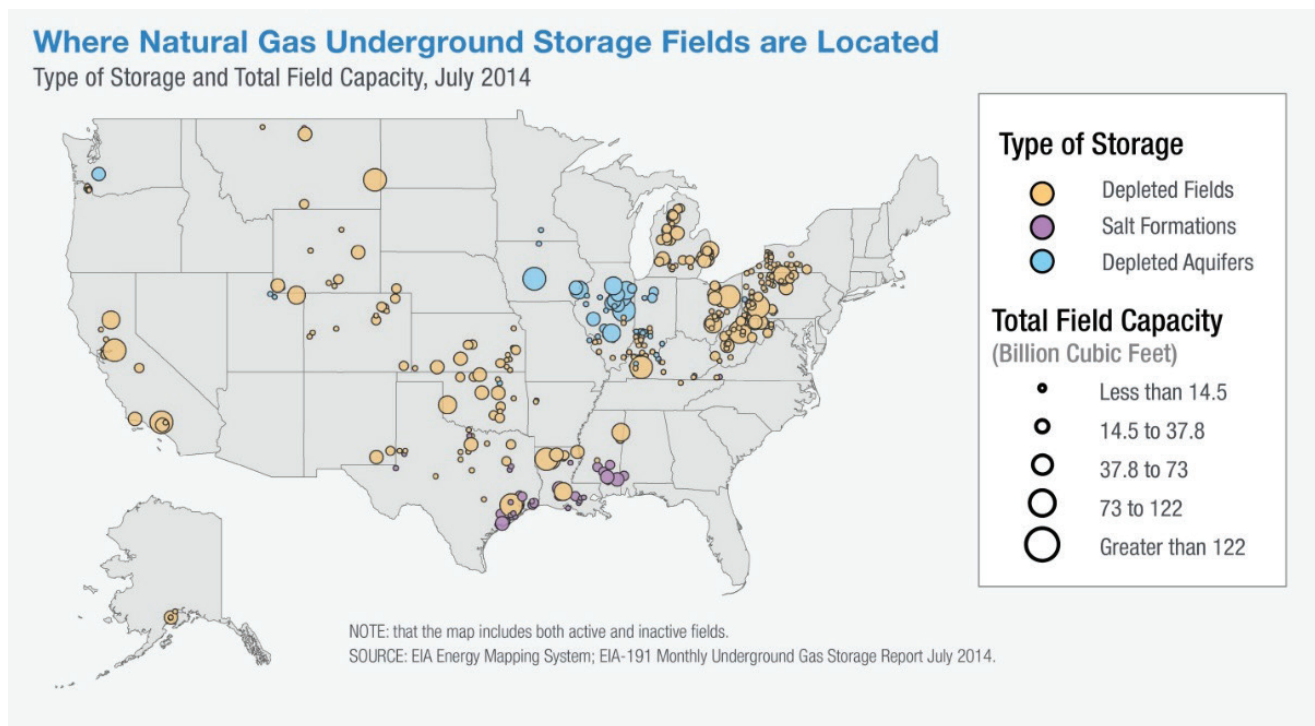 Where Natural Gas Underground Storage Fields are Located
Type of Storage and Total Field Capacity, July 2014
Type of Storage
Depleted Fields
Salt Formations
Depleted Aquifers
Total Field Capacity
(Billion Cubic Feet)
Less than 14.5
14.5 to 37.8
37.8 to 73
73 to 122
Greater than 122
NOTE: that the map includes both active and inactive fields.
SOURCE: EIA Energy Mapping System; EIA-191 Monthly Underground Gas Storage Report July 2014.